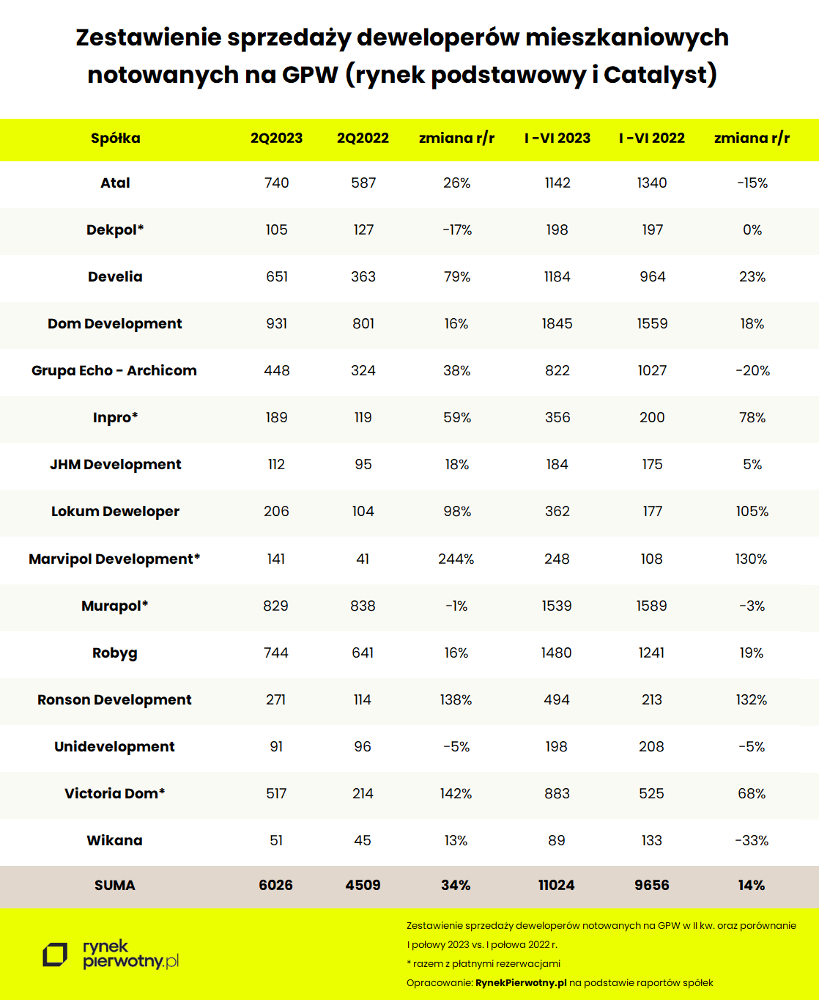 Zestawienie sprzedaży deweloperów mieszkaniowych
notowanych na GPW (rynek podstawowy i Catalyst)
Spółka 2Q2023 2Q2022 zmiana r/r I -VI 2023 I -VI 2022 zmiana r/r
Atal 740 587 26% 1142 1340 -15%
Dekpol* 105 127 -17% 198 197 0%
Develia 651 363 79% 1184 964 23%
Dom Development 931 801 16% 1845 1559 18%
Grupa Echo - Archicom 448 324 38% 822 1027 -20%
Inpro* 189 119 59% 356 200 78%
JHM Development 112 95 18% 184 175 5%
Lokum Deweloper 206 104 98% 362 177 105%
Marvipol Development* 141 41 244% 248 108 130%
Murapol* 829 838 -1% 1539 1589 -3%
Robyg 744 641 16% 1480 1241 19%
Ronson Development 271 114 138% 494 213 132%
Unidevelopment 91 96 -5% 198 208 -5%
Victoria Dom* 517 214 142% 883 525 68%
Wikana 51 45 13% 89 133 -33%
SUMA 6026 4509 34% 11024 9656 14%
rynek
pierwotny.pl
Zestawienie sprzedaży deweloperów notowanych na GPW w II kw. oraz porównanie
I połowy 2023 vs. I połowa 2022 r.
* razem z płatnymi rezerwacjami
Opracowanie: RynekPierwotny.pl na podstawie raportów spółek